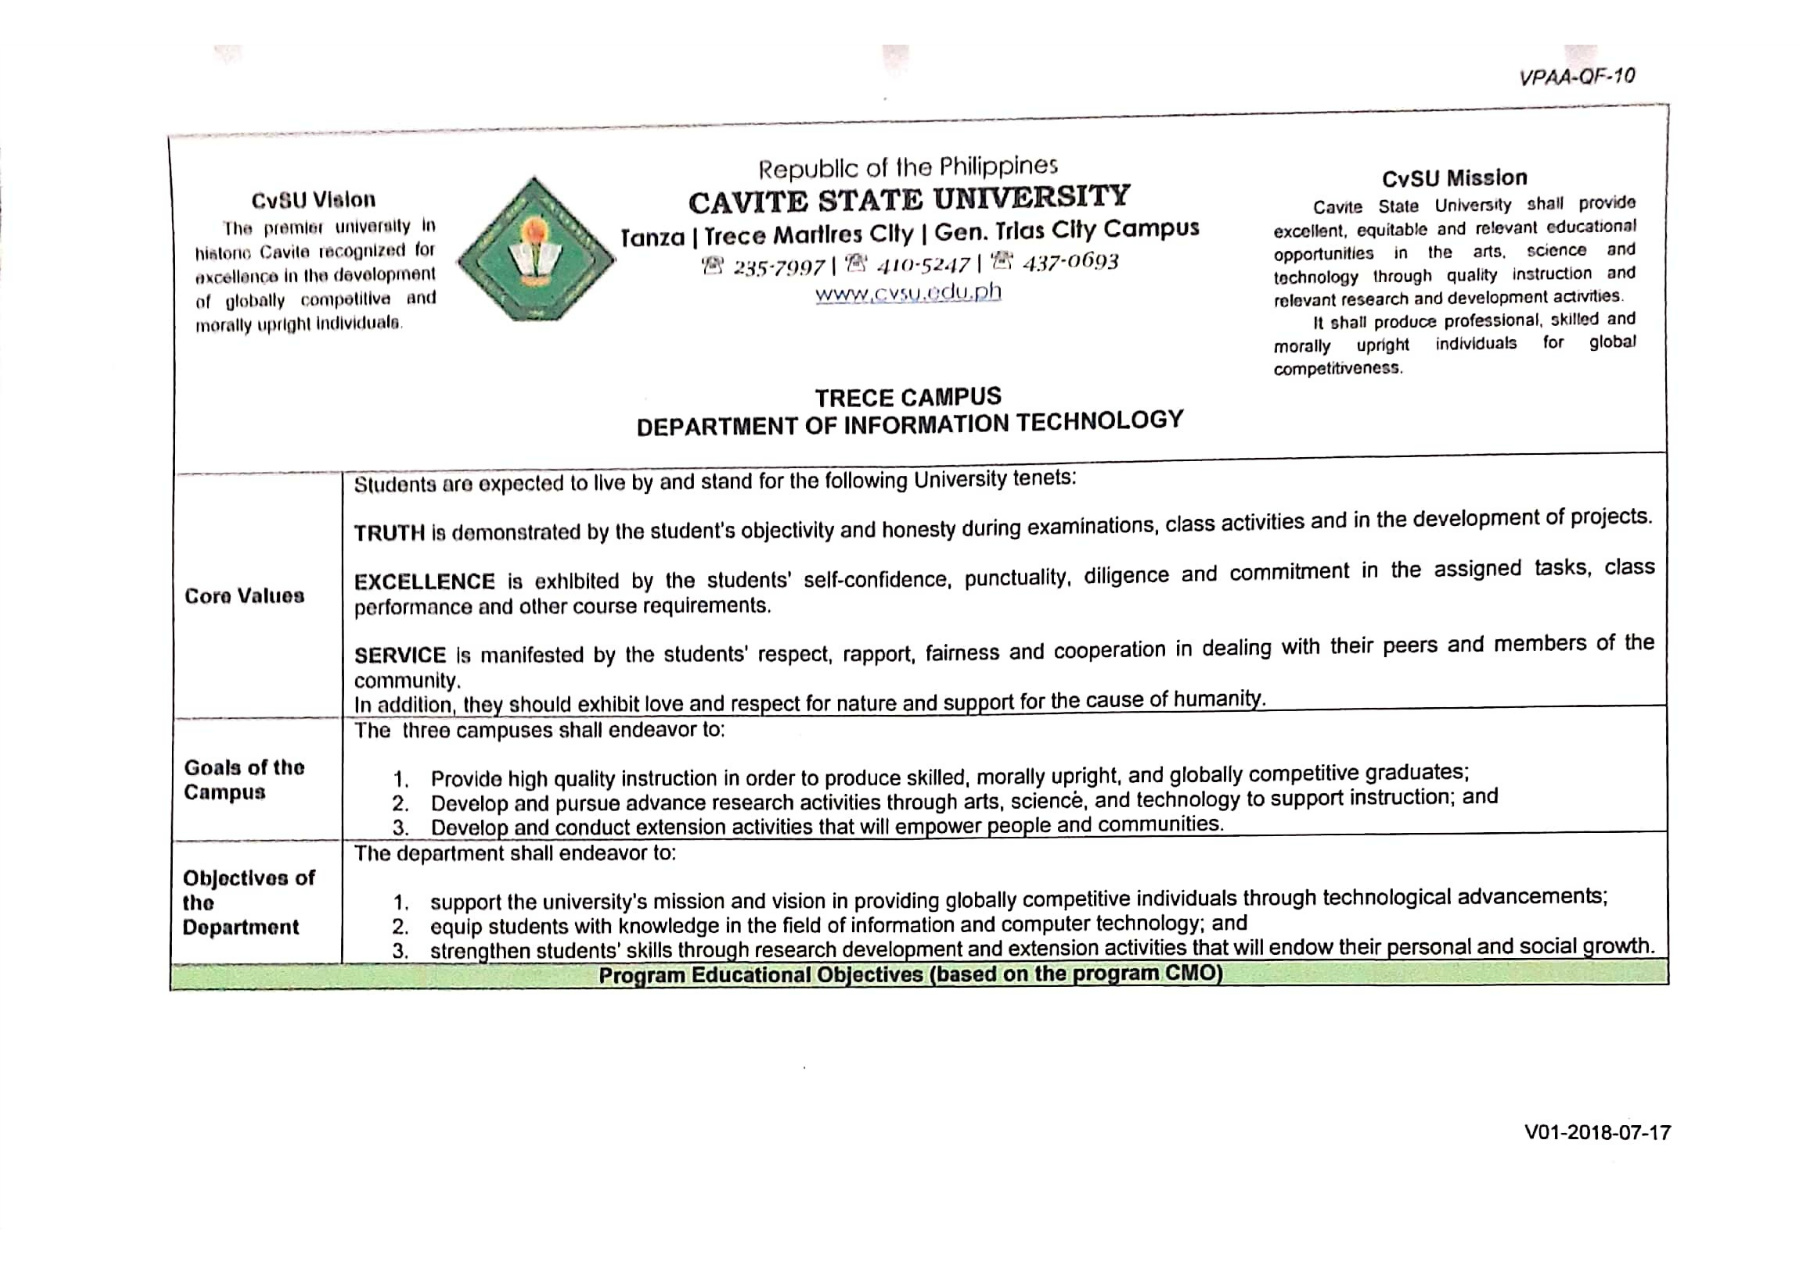 VPAA-QF-10
CvSU Vision
The premier university in
historic Cavite recognized for
excellence in the development
of globally competitive and
morally upright individuals.
Republic of the Philippines
CAVITE STATE UNIVERSITY
Tanza | Trece Martires City | Gen. Trias City Campus
☏ 235-7997 | ☏ 410-5247 | ☏ 437-0693
www.cvsu.edu.ph
CvSU Mission
Cavite State University shall provide
excellent, equitable and relevant educational
opportunities in the arts, science and
technology through quality instruction and
relevant research and development activities.
It shall produce professional, skilled and
morally upright individuals for global
competitiveness.
TRECE CAMPUS
DEPARTMENT OF INFORMATION TECHNOLOGY
Core Values
Students are expected to live by and stand for the following University tenets:
TRUTH is demonstrated by the student's objectivity and honesty during examinations, class activities and in the development of projects.
EXCELLENCE is exhibited by the students' self-confidence, punctuality, diligence and commitment in the assigned tasks, class
performance and other course requirements.
SERVICE is manifested by the students' respect, rapport, fairness and cooperation in dealing with their peers and members of the
community.
In addition, they should exhibit love and respect for nature and support for the cause of humanity.
Goals of the
Campus
The three campuses shall endeavor to:
1. Provide high quality instruction in order to produce skilled, morally upright, and globally competitive graduates;
2. Develop and pursue advance research activities through arts, science, and technology to support instruction; and
3. Develop and conduct extension activities that will empower people and communities.
Objectives of
the
Department
The department shall endeavor to:
1. support the university's mission and vision in providing globally competitive individuals through technological advancements;
2. equip students with knowledge in the field of information and computer technology; and
3. strengthen students' skills through research development and extension activities that will endow their personal and social growth.
Program Educational Objectives (based on the program CMO)
V01-2018-07-17